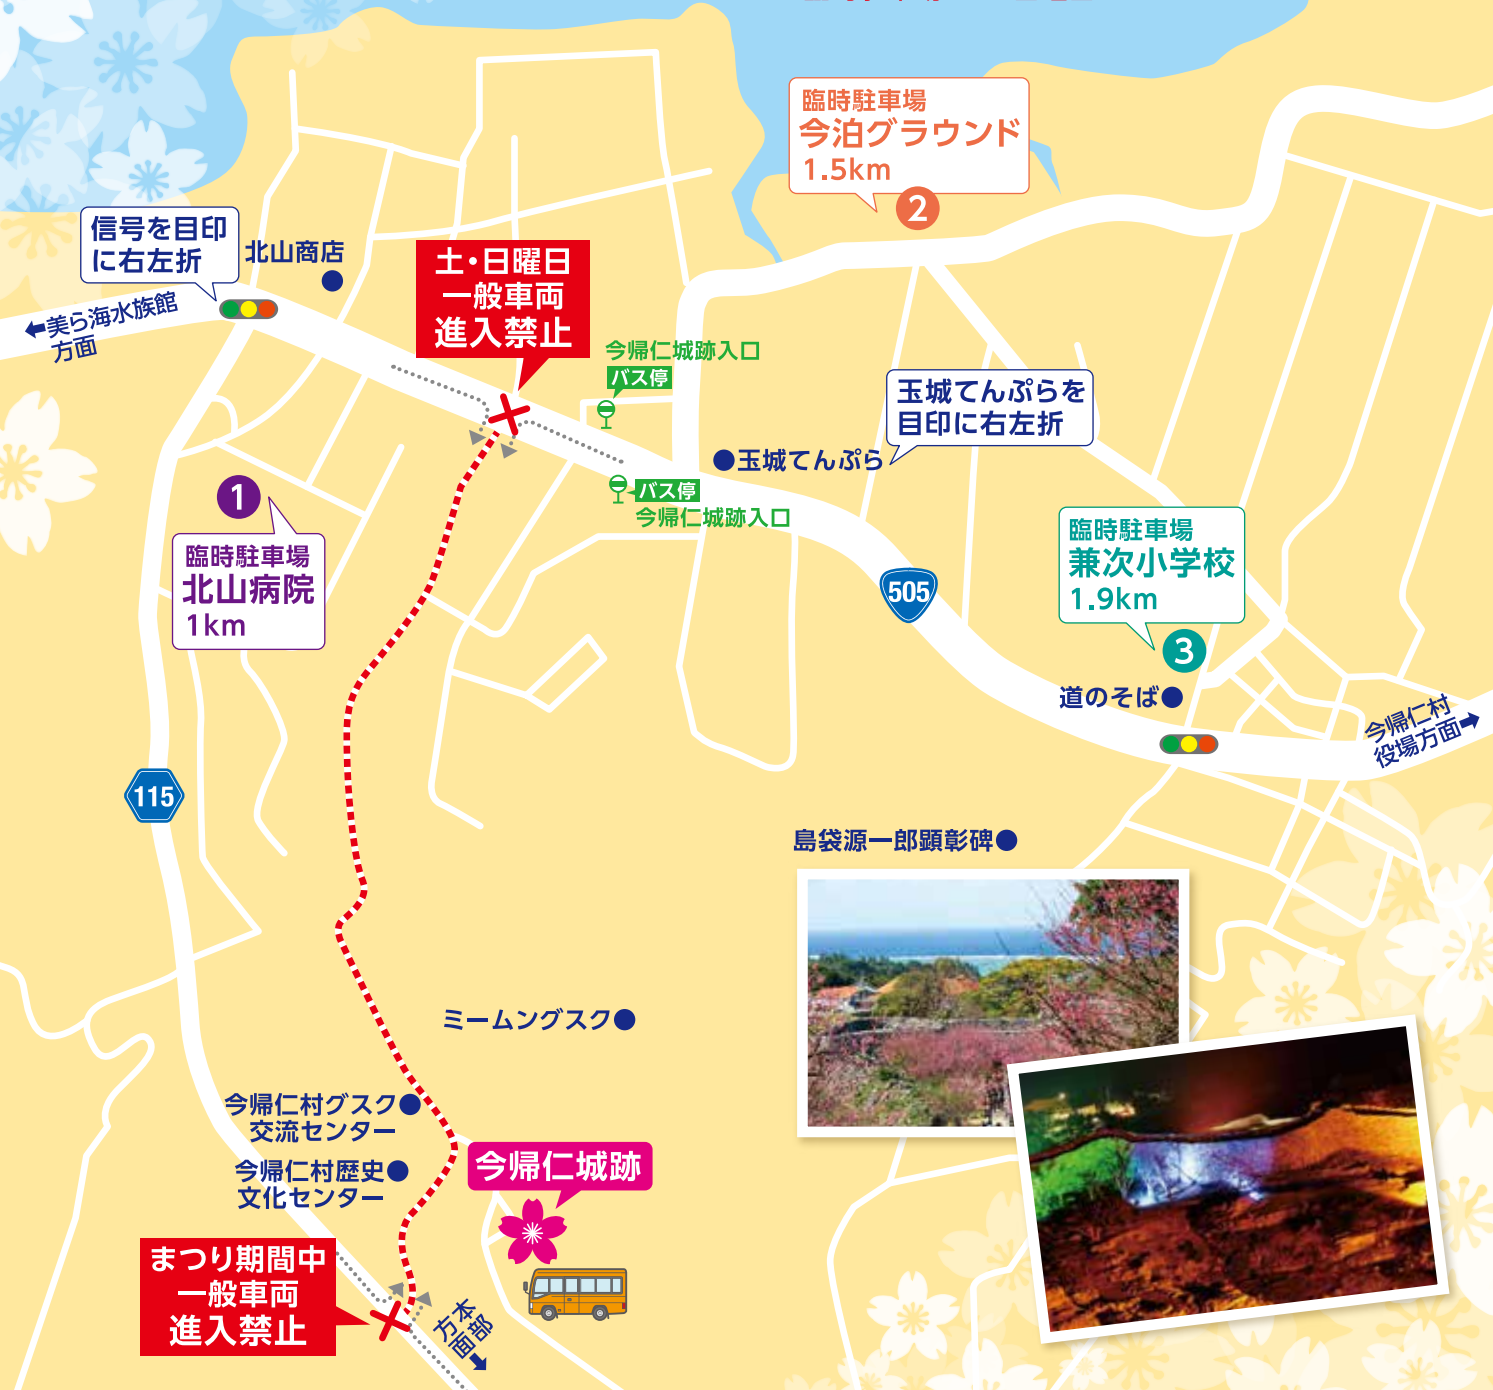 臨時駐車場
今泊グラウンド
1.5km
2
信号を目印
に右左折
北山商店
土・日曜日
一般車両
進入禁止
←美ら海水族館
方面
今帰仁城跡入口
バス停
玉城てんぷらを
目印に右左折
玉城てんぷら
バス停
今帰仁城跡入口
1
臨時駐車場
北山病院
1km
505
臨時駐車場
兼次小学校
1.9km
3
道のそば
今帰仁村
役場方面→
115
島袋源一郎顕彰碑
ミームングスク
今帰仁村グスク
交流センター
今帰仁村歴史
文化センター
今帰仁城跡
まつり期間中
一般車両
進入禁止
本部
方面